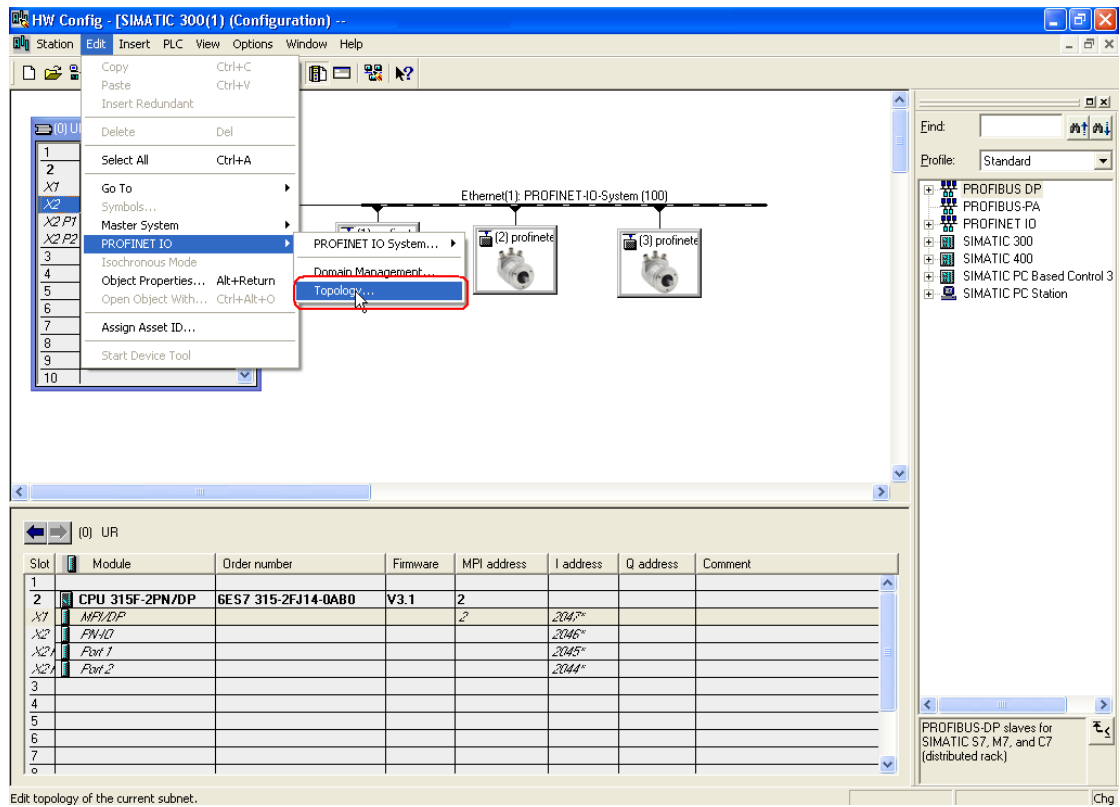 HW Config - [SIMATIC 300(1) (Configuration) --
Station Edit Insert PLC View Options Window Help
Copy Ctrl+C
Paste Ctrl+V
Insert Redundant
Delete Del
Select All Ctrl+A
Go To
Symbols...
Master System
PROFINET IO
Isochronous Mode
Object Properties... Alt+Return
Open Object With... Ctrl+Alt+O
Assign Asset ID...
Start Device Tool
PROFINET IO System...
Domain Management...
Topology...
(0) U
1
2
X1
X2
X2 P1
X2 P2
3
4
5
6
7
8
9
10
Ethernet(1): PROFINET-IO-System (100)
(2) profinete
(3) profinete
Find:
Profile: Standard
PROFIBUS DP
PROFIBUS-PA
PROFINET IO
SIMATIC 300
SIMATIC 400
SIMATIC PC Based Control 3
SIMATIC PC Station
PROFIBUS-DP slaves for
SIMATIC S7, M7, and C7
(distributed rack)
(0) UR
Slot Module Order number Firmware MPI address I address Q address Comment
1
2 CPU 315F-2PN/DP 6ES7 315-2FJ14-0AB0 V3.1 2
X1 MPI/DP 2 2047*
X2 PN-IO 2046*
X2 Port 1 2045*
X2 Port 2 2044*
3
4
5
6
7
Edit topology of the current subnet.
Chg